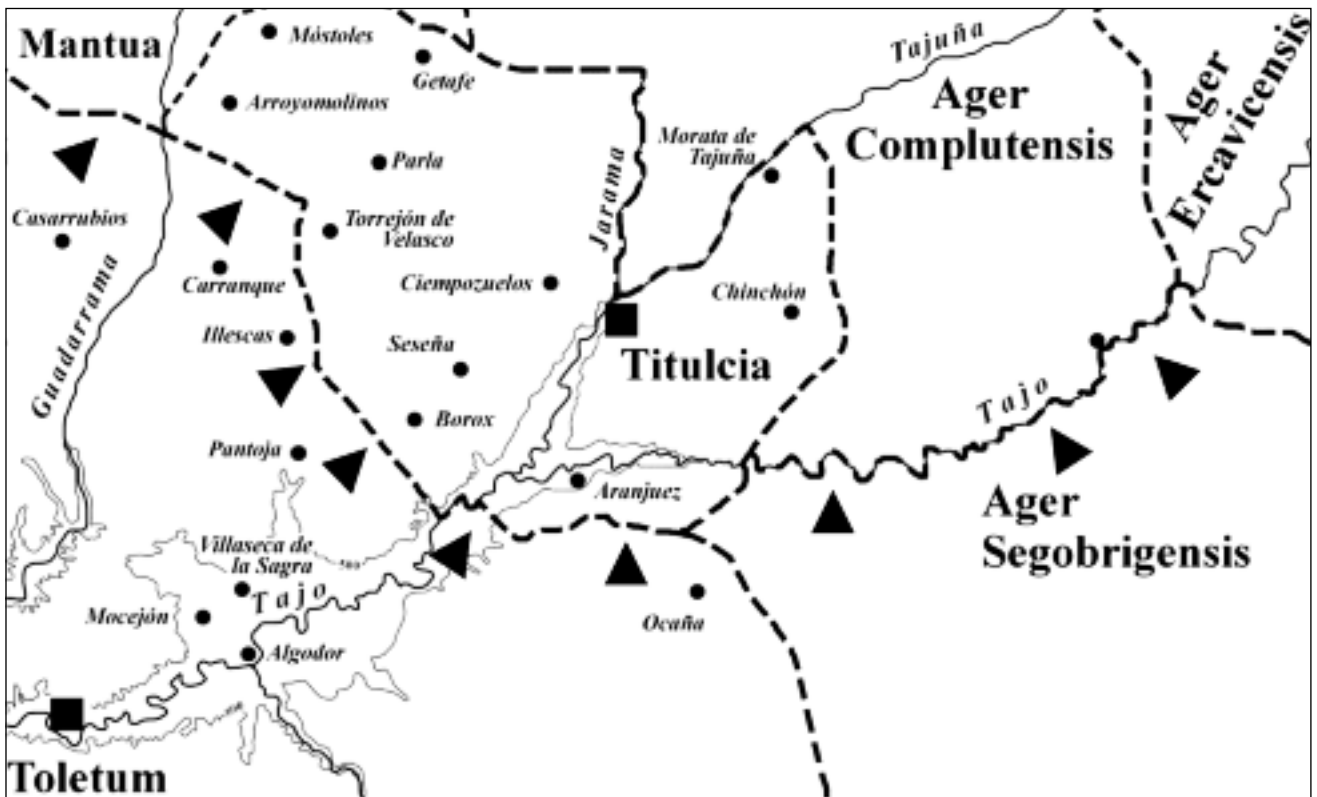 Mantua
Móstoles
Getafe
Arroyomolinos
Parla
Casarrubios
Torrejón de
Velasco
Carranque
Ciempozuelos
Illescas
Seseña
Borox
Pantoja
Guadarrama
Jarama
Tajuña
Morata de
Tajuña
Ager
Complutensis
Ager
Ercavicensis
Chinchón
Titulcia
Tajo
Aranjuez
Ager
Segobrigensis
Villaseca de
la Sagra
Tajo
Mocejón
Algodor
Ocaña
Toletum